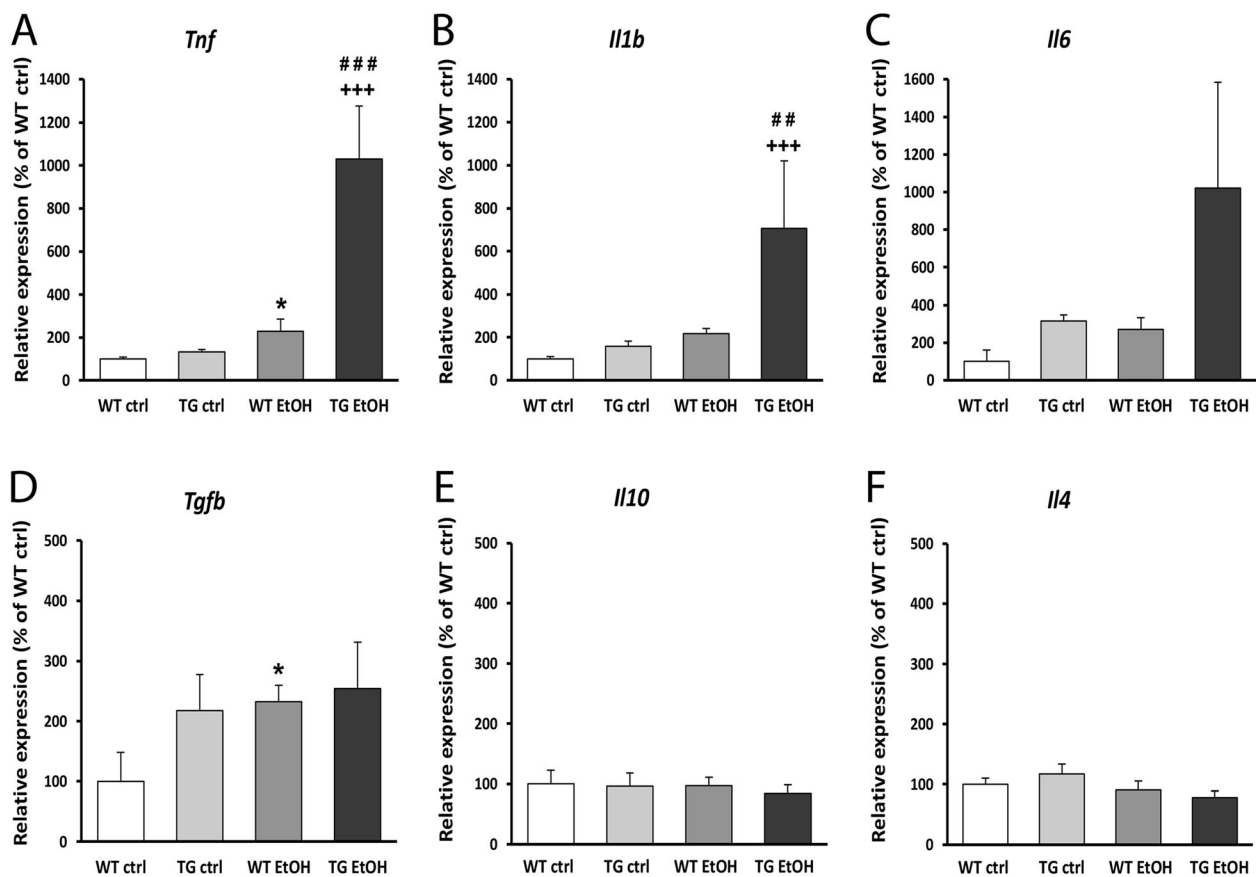 A
Tnf
Relative expression (% of WT ctrl)
1400
1200
1000
800
600
400
200
0
###
+++
*
WT ctrl TG ctrl WT EtOH TG EtOH
B
Il1b
Relative expression (% of WT ctrl)
1400
1200
1000
800
600
400
200
0
##
+++
WT ctrl TG ctrl WT EtOH TG EtOH
C
Il6
Relative expression (% of WT ctrl)
1600
1400
1200
1000
800
600
400
200
0
WT ctrl TG ctrl WT EtOH TG EtOH
D
Tgfb
Relative expression (% of WT ctrl)
500
400
300
200
100
0
*
WT ctrl TG ctrl WT EtOH TG EtOH
E
Il10
Relative expression (% of WT ctrl)
500
400
300
200
100
0
WT ctrl TG ctrl WT EtOH TG EtOH
F
Il4
Relative expression (% of WT ctrl)
500
400
300
200
100
0
WT ctrl TG ctrl WT EtOH TG EtOH